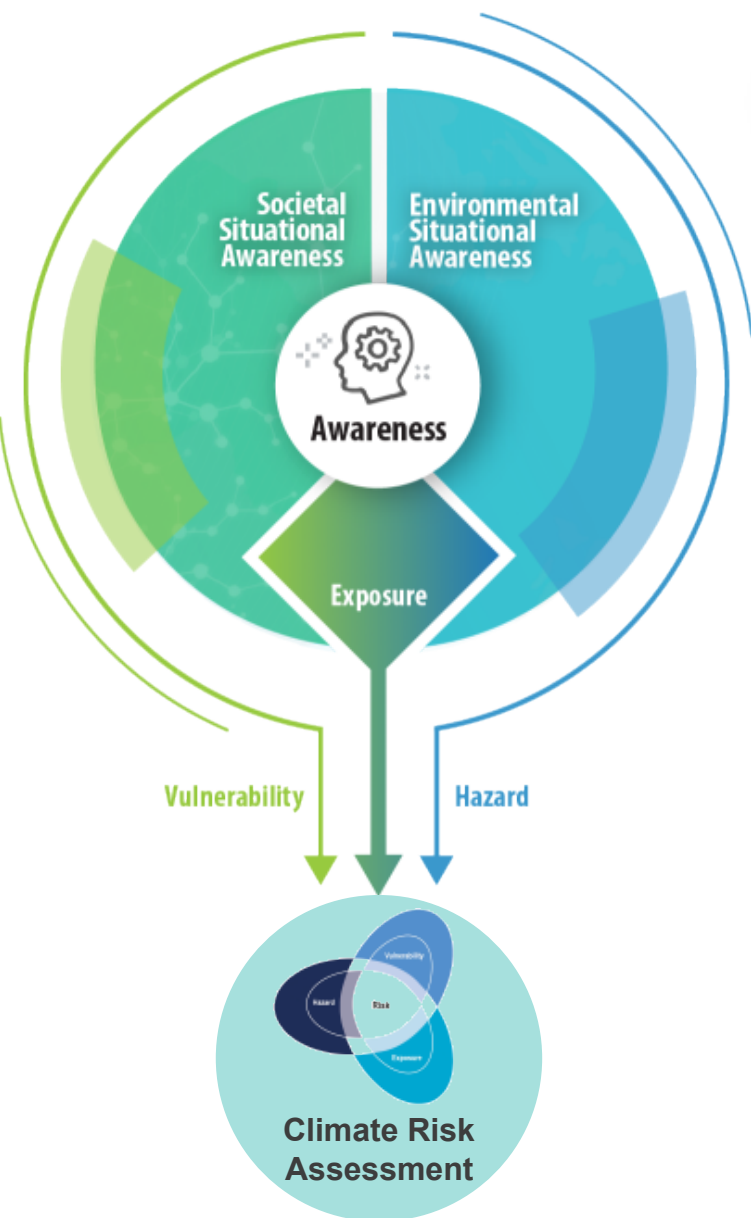 Societal
Situational
Awareness
Environmental
Situational
Awareness
Awareness
Exposure
Vulnerability
Hazard
Vulnerability
Hazard
Risk
Exposure
Climate Risk
Assessment